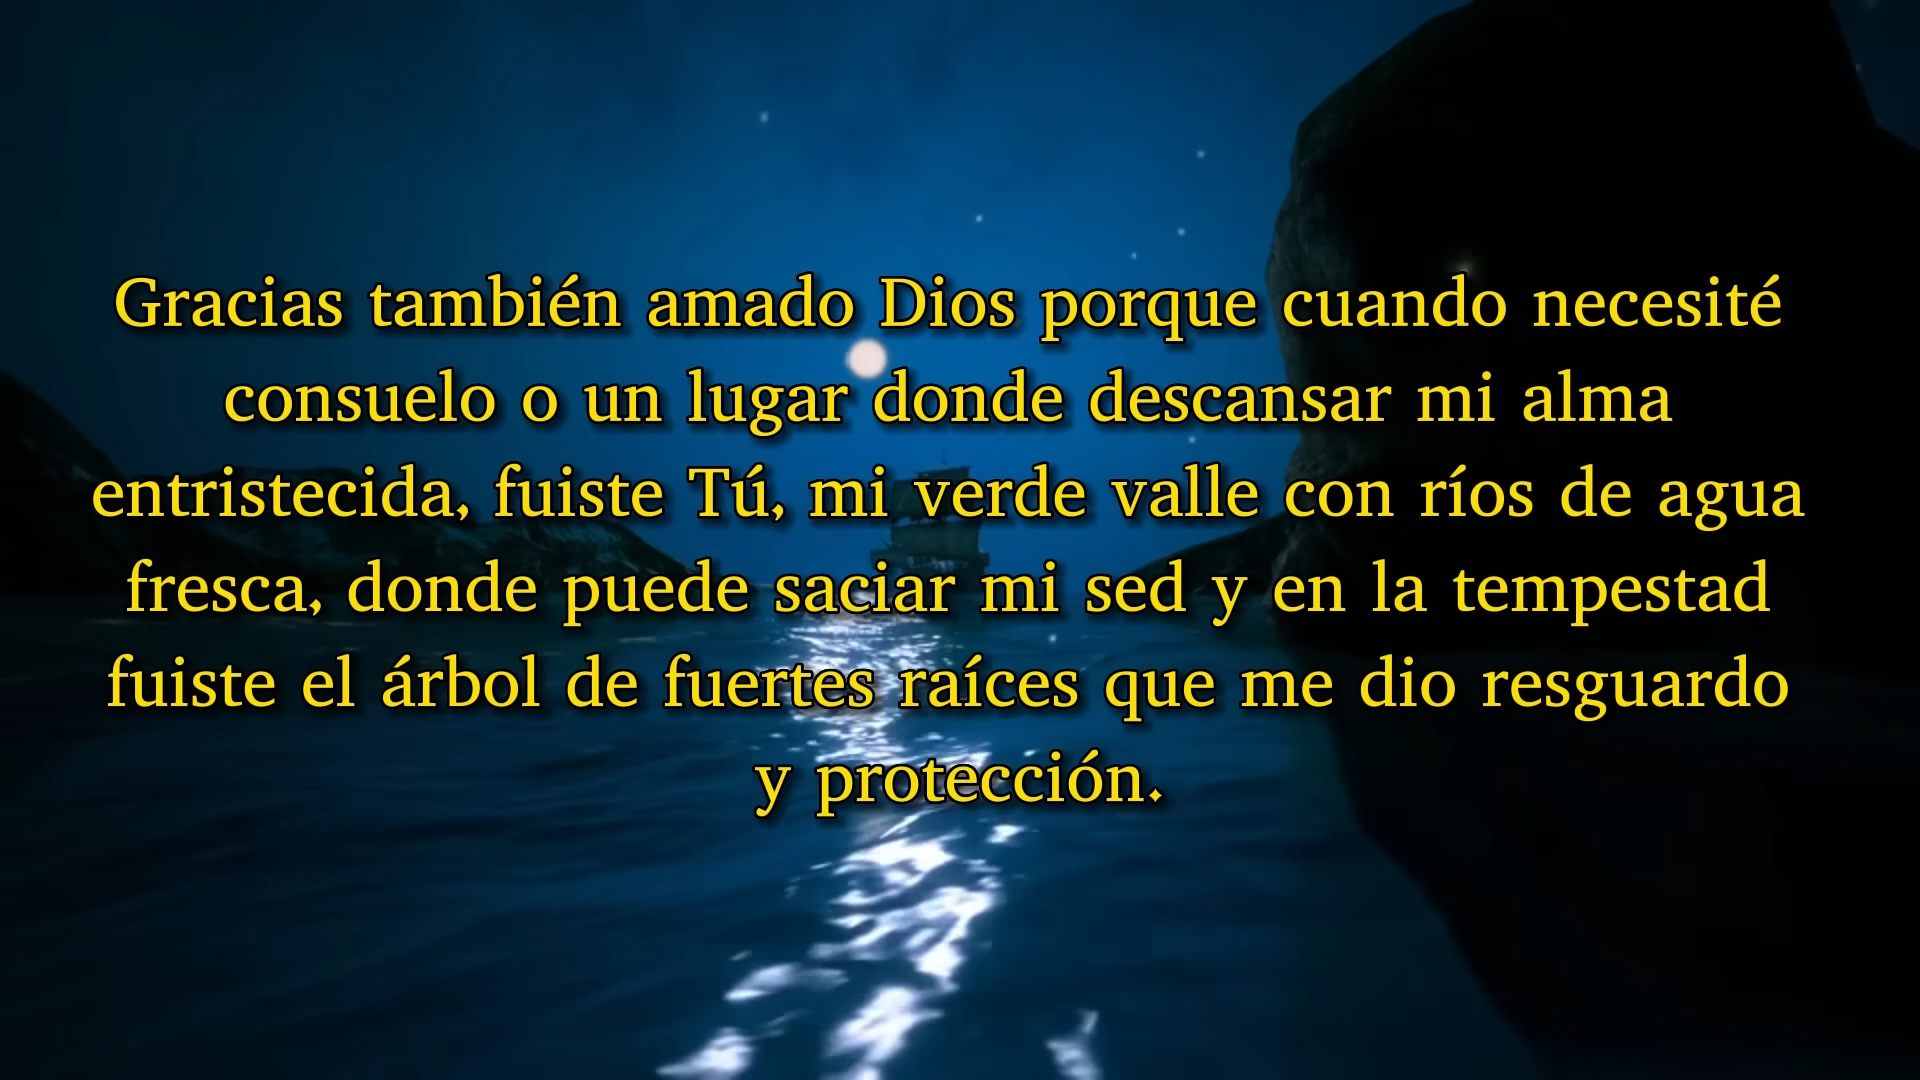 Gracias también amado Dios porque cuando necesité
consuelo o un lugar donde descansar mi alma
entristecida, fuiste Tú, mi verde valle con ríos de agua
fresca, donde puede saciar mi sed y en la tempestad
fuiste el árbol de fuertes raíces que me dio resguardo
y protección.